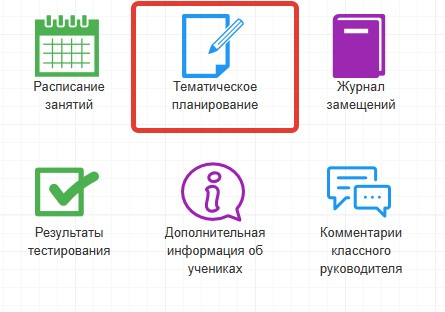 Расписание
занятий
Тематическое
планирование
Журнал
замещений
Результаты
тестирования
Дополнительная
информация об
учениках
Комментарии
классного
руководителя